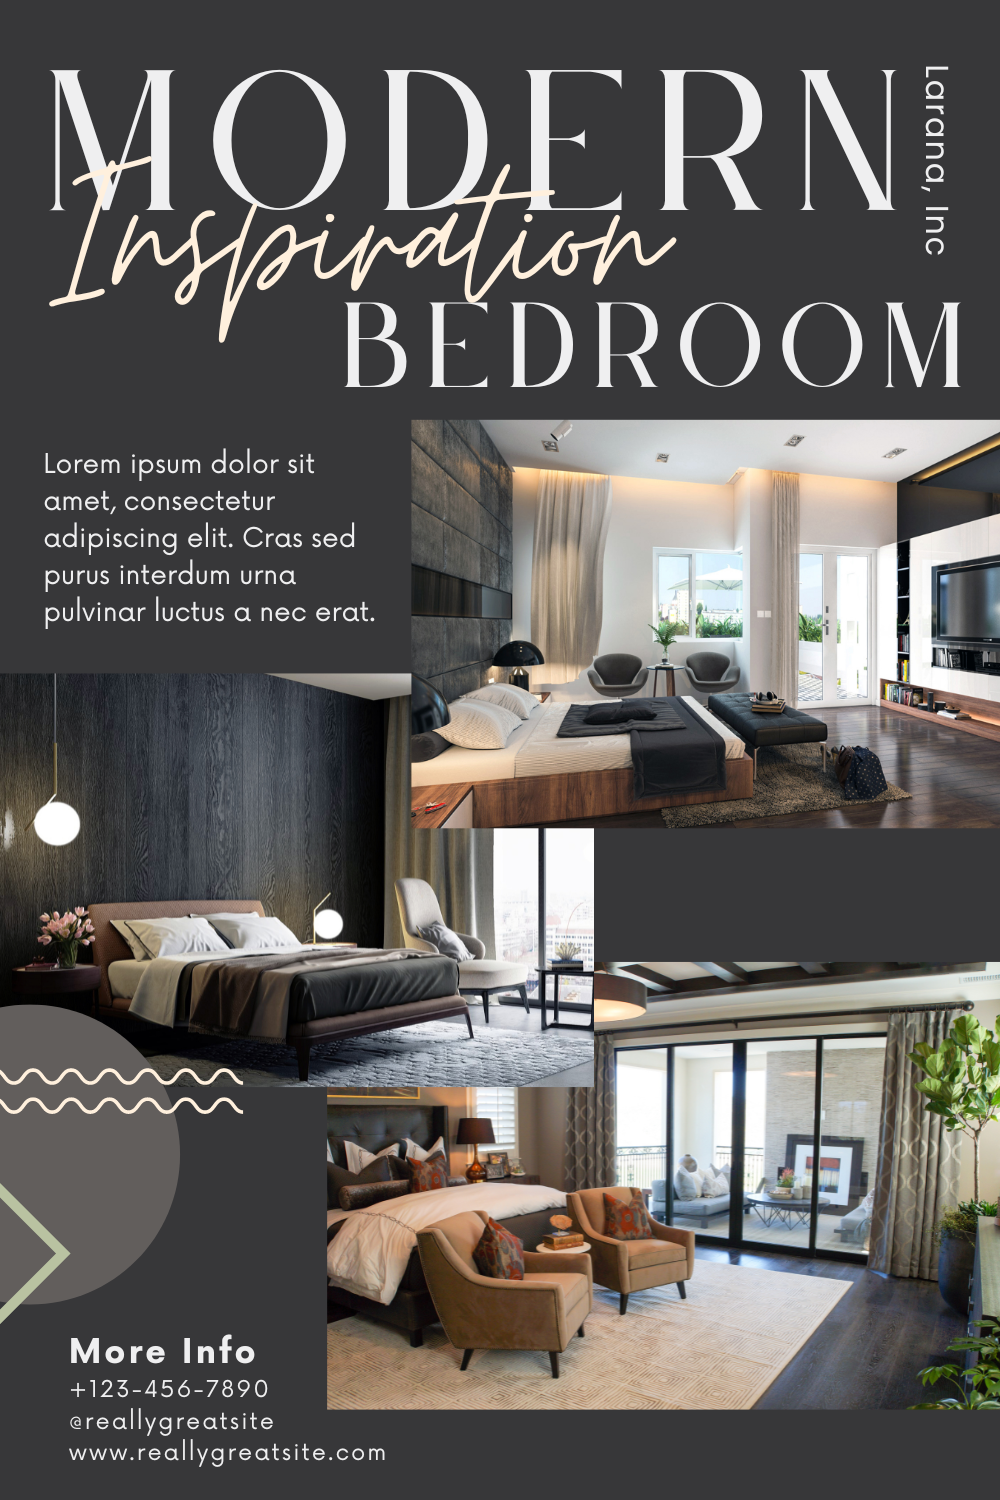 MODERN
Larana, Inc
Inspiration
BEDROOM
Lorem ipsum dolor sit
amet, consectetur
adipiscing elit. Cras sed
purus interdum urna
pulvinar luctus a nec erat.
More Info
+123-456-7890
@reallygreatsite
www.reallygreatsite.com